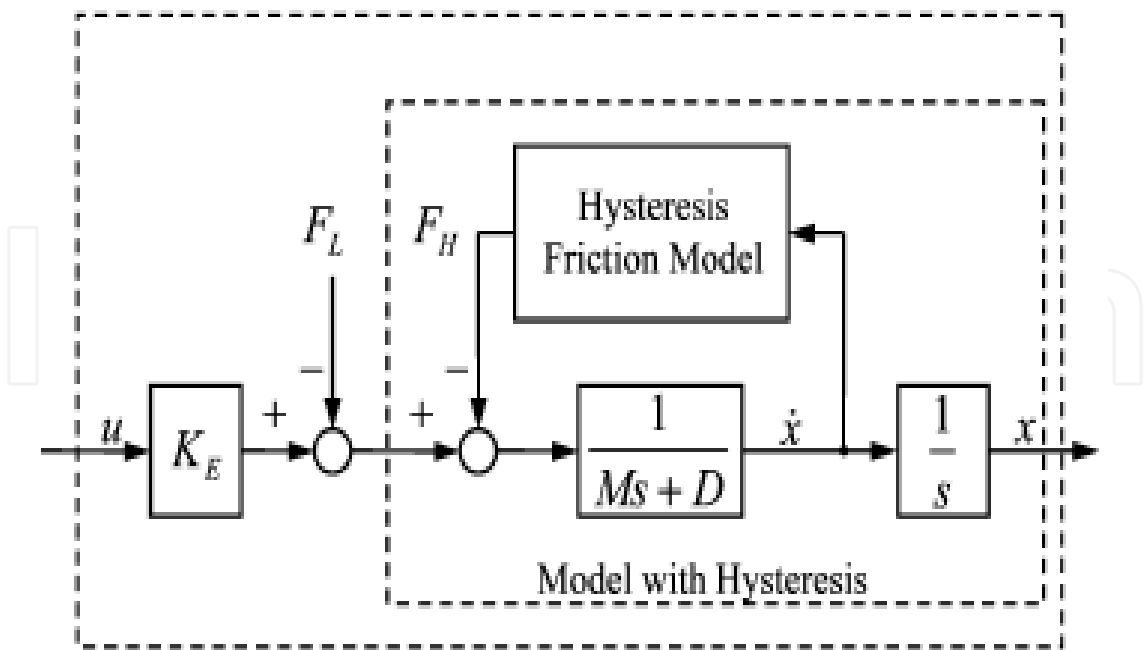 Hysteresis
Friction Model
F_L
F_H
−
−
u
K_E
+
+
1
Ms + D
ẋ
1
s
x
Model with Hysteresis